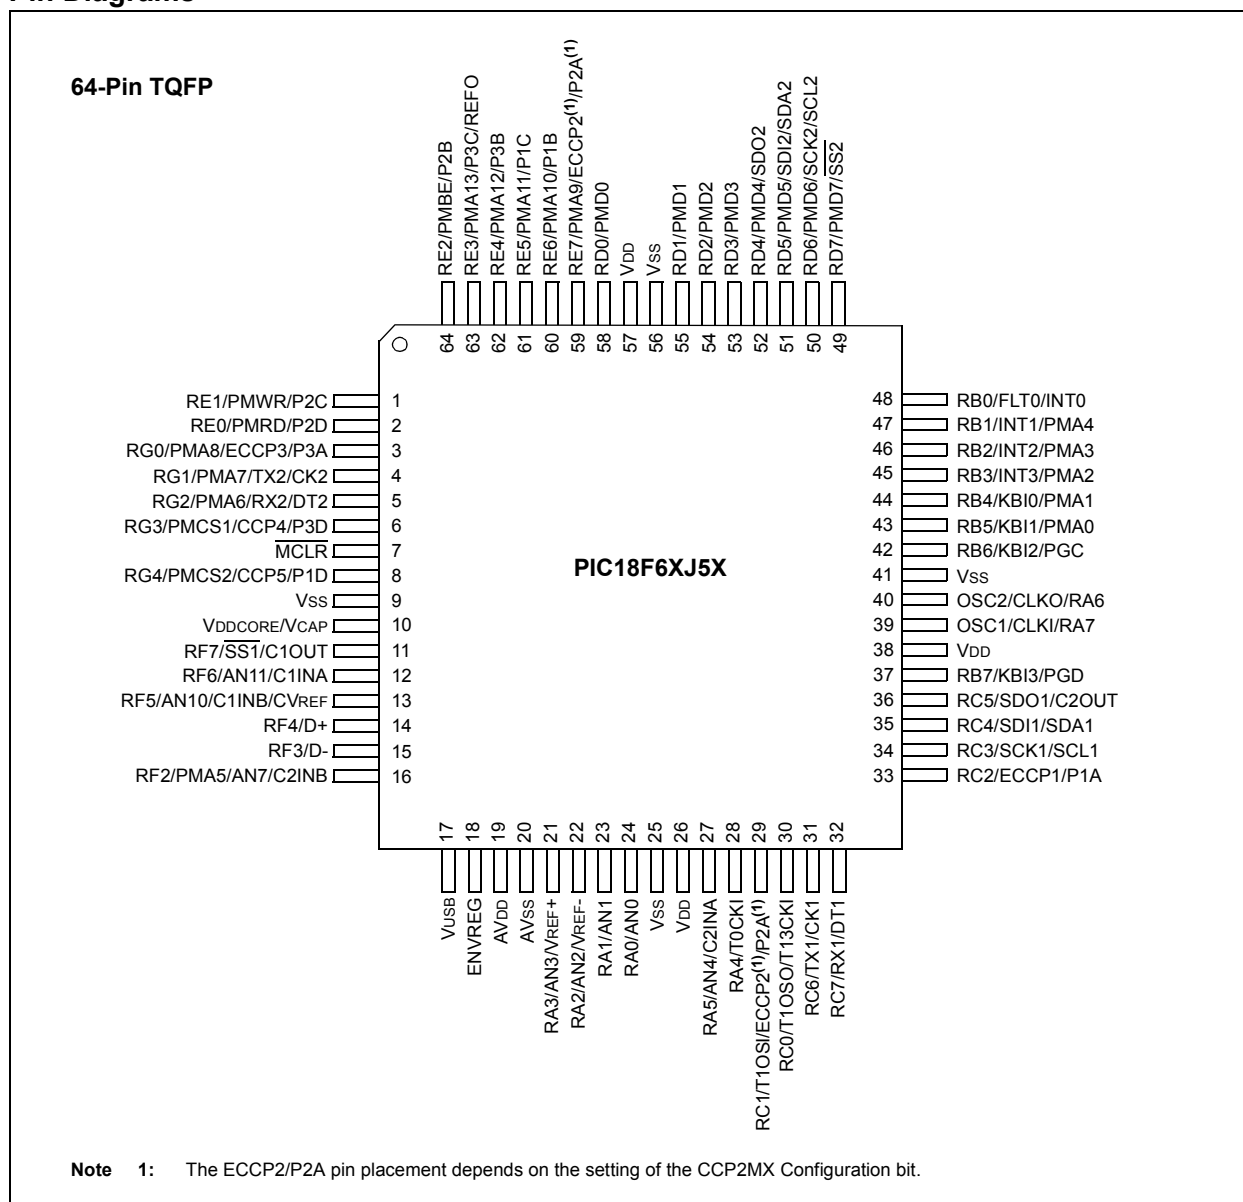 64-Pin TQFP
RE2/PMBE/P2B
RE3/PMA13/P3C/REFO
RE4/PMA12/P3B
RE5/PMA11/P1C
RE6/PMA10/P1B
RE7/PMA9/ECCP2(1)/P2A(1)
RD0/PMD0
VDD
VSS
RD1/PMD1
RD2/PMD2
RD3/PMD3
RD4/PMD4/SDO2
RD5/PMD5/SDI2/SDA2
RD6/PMD6/SCK2/SCL2
RD7/PMD7/SS2
64 63 62 61 60 59 58 57 56 55 54 53 52 51 50 49
RE1/PMWR/P2C 1
RE0/PMRD/P2D 2
RG0/PMA8/ECCP3/P3A 3
RG1/PMA7/TX2/CK2 4
RG2/PMA6/RX2/DT2 5
RG3/PMCS1/CCP4/P3D 6
MCLR 7
RG4/PMCS2/CCP5/P1D 8
VSS 9
VDDCORE/VCAP 10
RF7/SS1/C1OUT 11
RF6/AN11/C1INA 12
RF5/AN10/C1INB/CVREF 13
RF4/D+ 14
RF3/D- 15
RF2/PMA5/AN7/C2INB 16
PIC18F6XJ5X
48 RB0/FLT0/INT0
47 RB1/INT1/PMA4
46 RB2/INT2/PMA3
45 RB3/INT3/PMA2
44 RB4/KBI0/PMA1
43 RB5/KBI1/PMA0
42 RB6/KBI2/PGC
41 VSS
40 OSC2/CLKO/RA6
39 OSC1/CLKI/RA7
38 VDD
37 RB7/KBI3/PGD
36 RC5/SDO1/C2OUT
35 RC4/SDI1/SDA1
34 RC3/SCK1/SCL1
33 RC2/ECCP1/P1A
17 18 19 20 21 22 23 24 25 26 27 28 29 30 31 32
VUSB
ENVREG
AVDD
AVSS
RA3/AN3/VREF+
RA2/AN2/VREF-
RA1/AN1
RA0/AN0
VSS
VDD
RA5/AN4/C2INA
RA4/T0CKI
RC1/T1OSI/ECCP2(1)/P2A(1)
RC0/T1OSO/T13CKI
RC6/TX1/CK1
RC7/RX1/DT1
Note 1: The ECCP2/P2A pin placement depends on the setting of the CCP2MX Configuration bit.